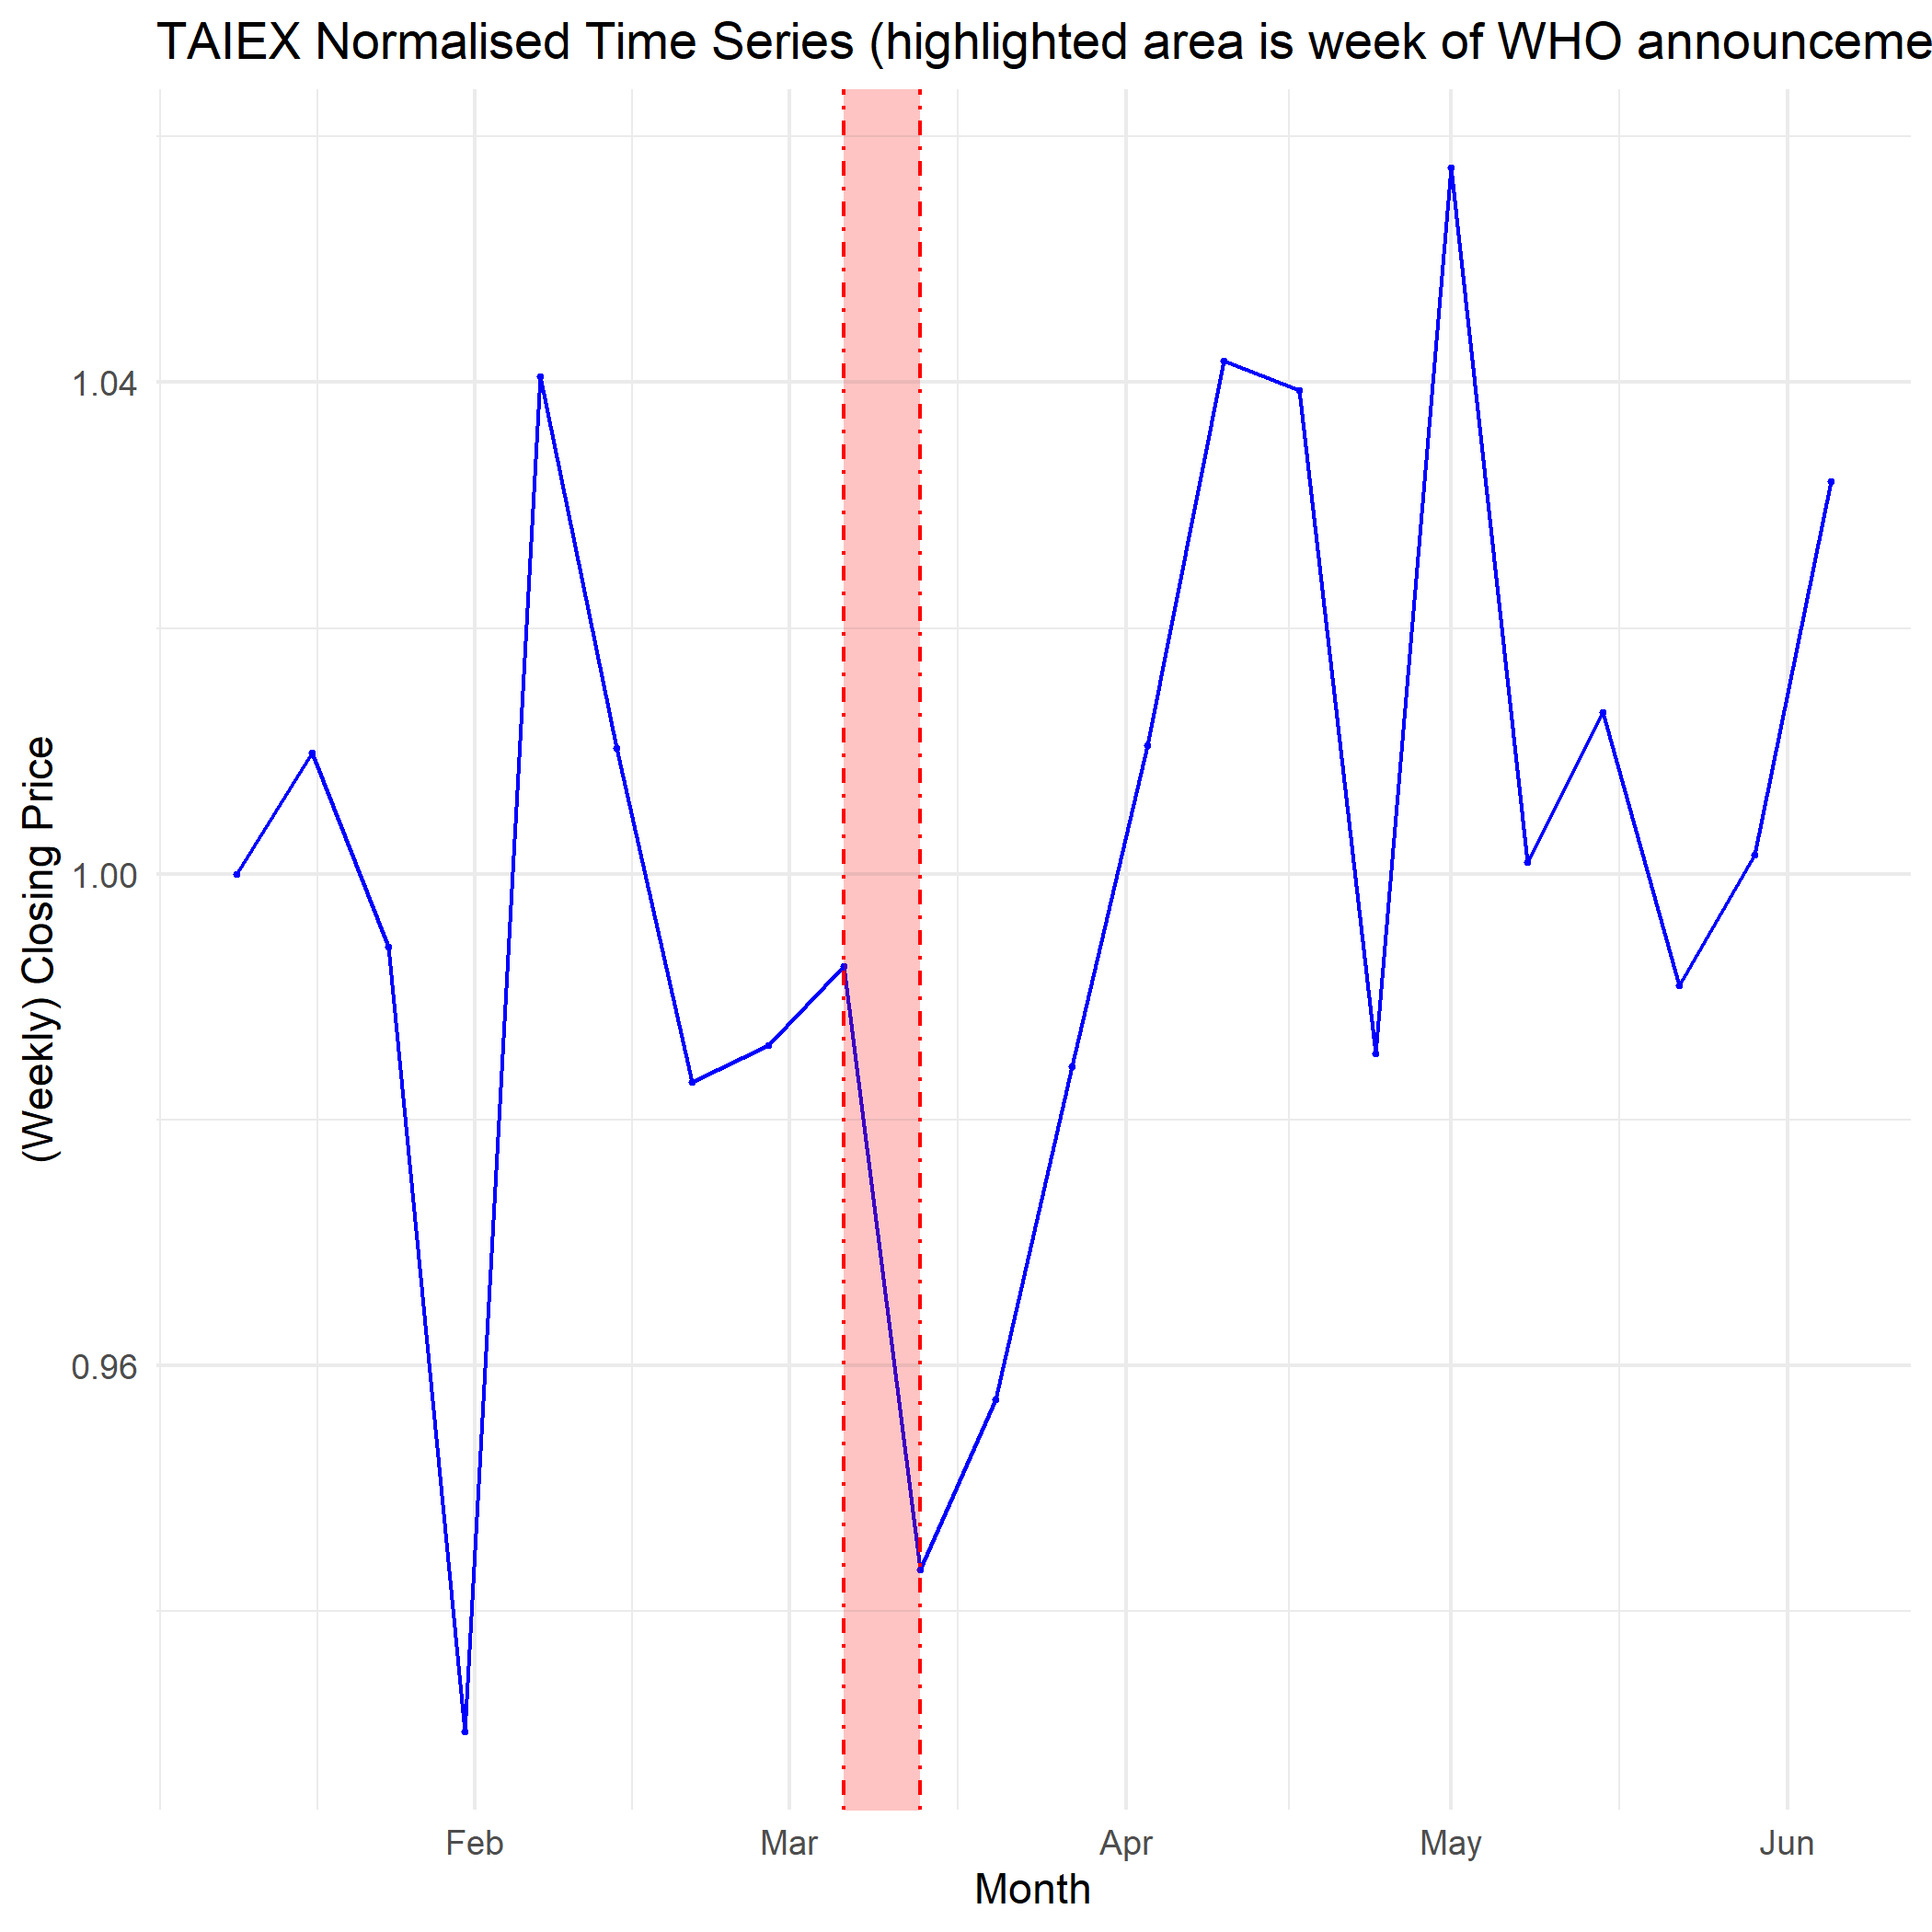 TAIEX Normalised Time Series (highlighted area is week of WHO announceme
(Weekly) Closing Price
1.04
1.00
0.96
Feb Mar Apr May Jun
Month